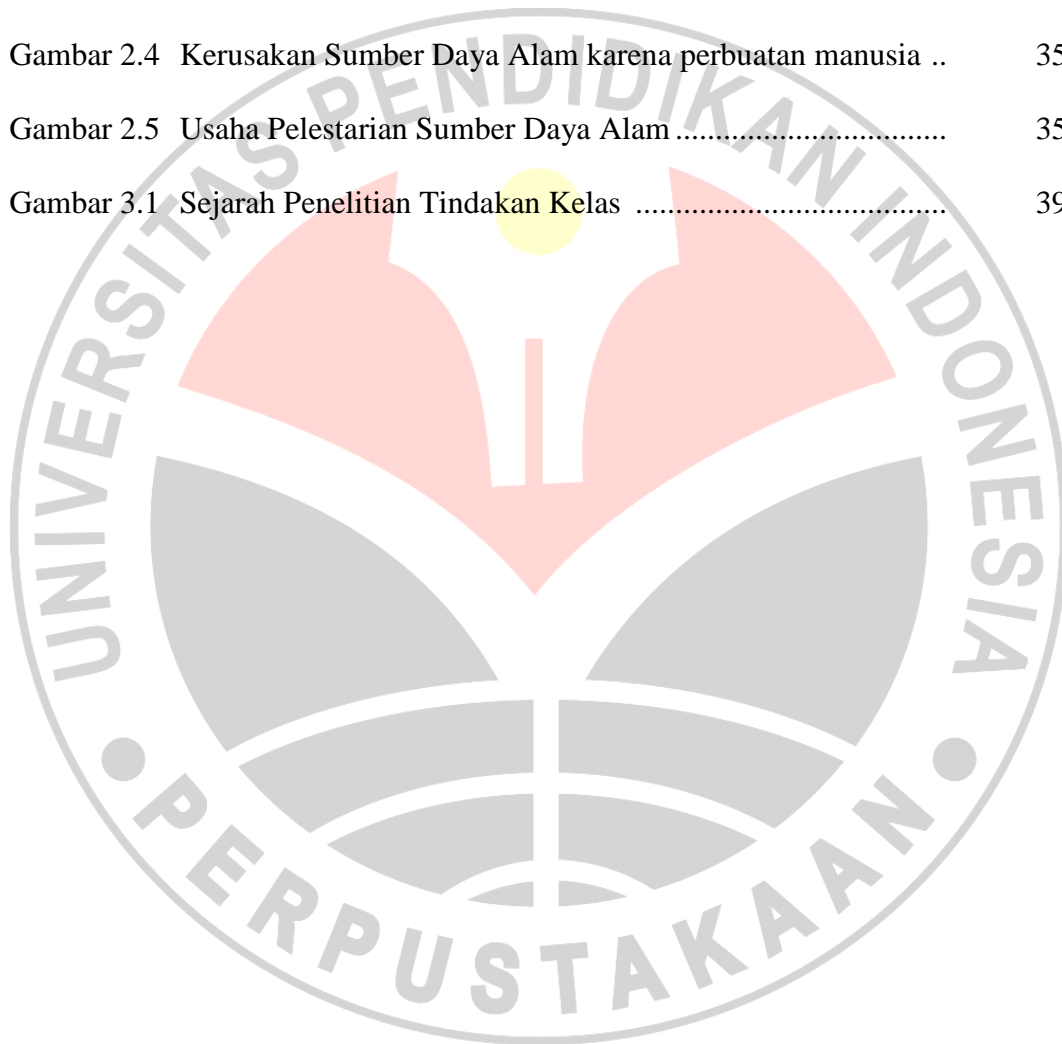 Gambar 2.4 Kerusakan Sumber Daya Alam karena perbuatan manusia .. 35
Gambar 2.5 Usaha Pelestarian Sumber Daya Alam ................................ 35
Gambar 3.1 Sejarah Penelitian Tindakan Kelas ..................................... 39
UNIVERSITAS PENDIDIKAN INDONESIA
PERPUSTAKAAN